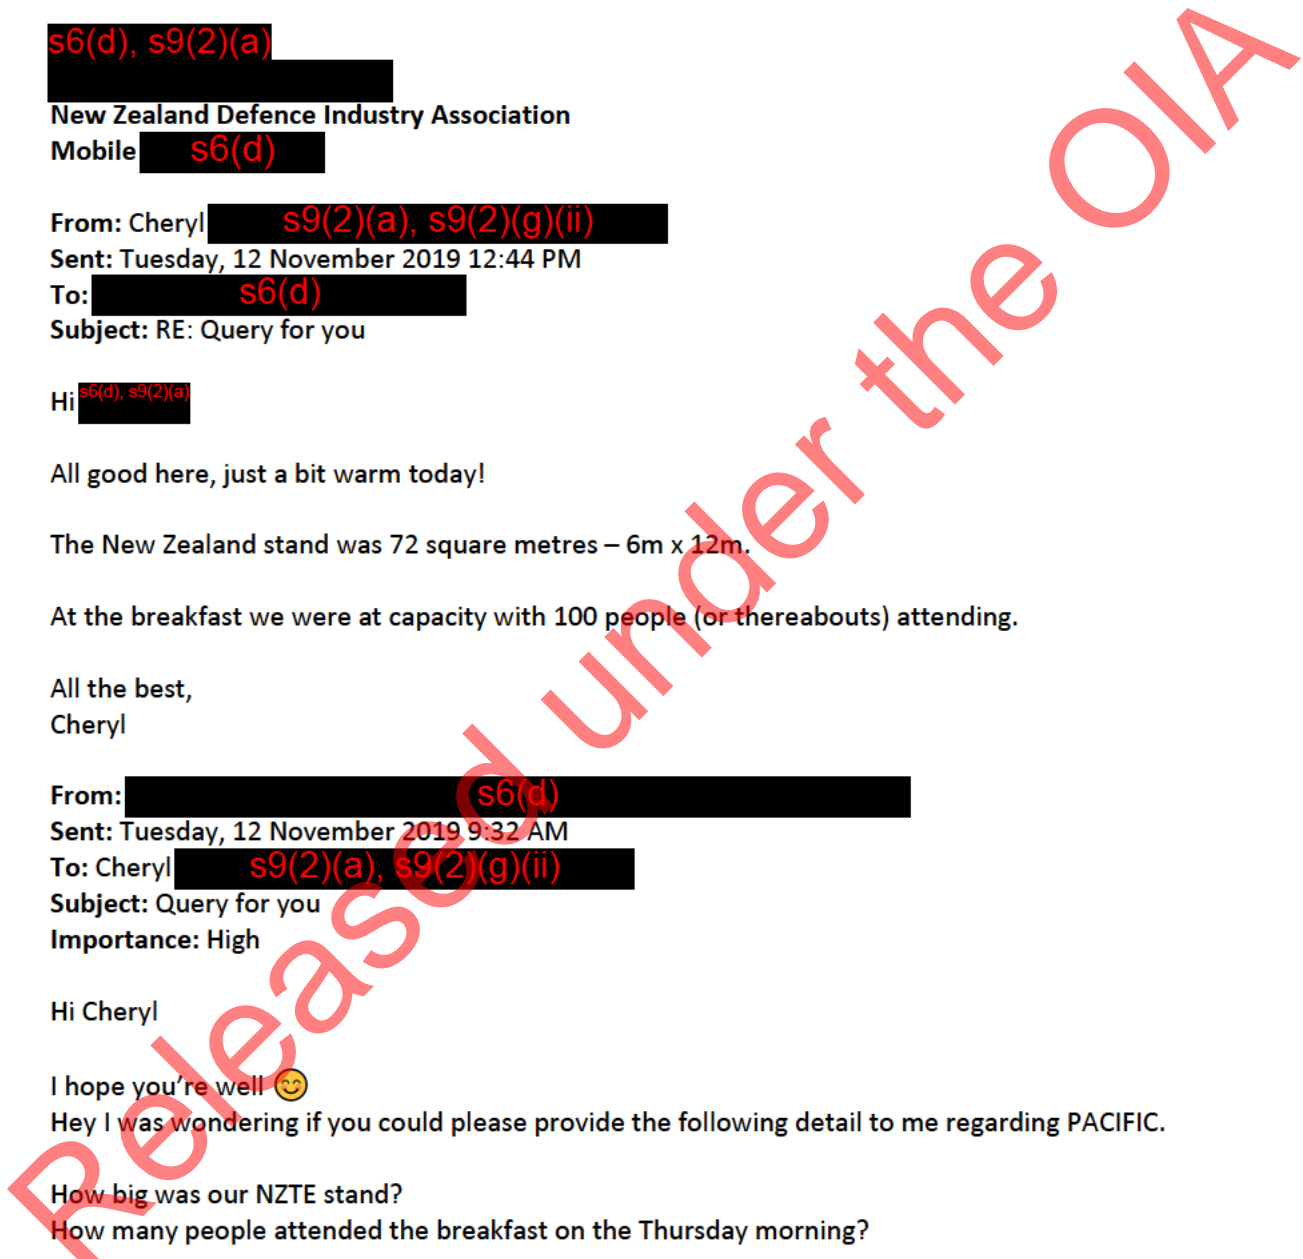 s6(d), s9(2)(a)
New Zealand Defence Industry Association
Mobile s6(d)
From: Cheryl s9(2)(a), s9(2)(g)(ii)
Sent: Tuesday, 12 November 2019 12:44 PM
To: s6(d)
Subject: RE: Query for you
Hi s6(d), s9(2)(a)
All good here, just a bit warm today!
The New Zealand stand was 72 square metres – 6m x 12m.
At the breakfast we were at capacity with 100 people (or thereabouts) attending.
All the best,
Cheryl
From: s6(d)
Sent: Tuesday, 12 November 2019 9:32 AM
To: Cheryl s9(2)(a), s9(2)(g)(ii)
Subject: Query for you
Importance: High
Hi Cheryl
I hope you’re well 😊
Hey I was wondering if you could please provide the following detail to me regarding PACIFIC.
How big was our NZTE stand?
How many people attended the breakfast on the Thursday morning?
Released under the OIA